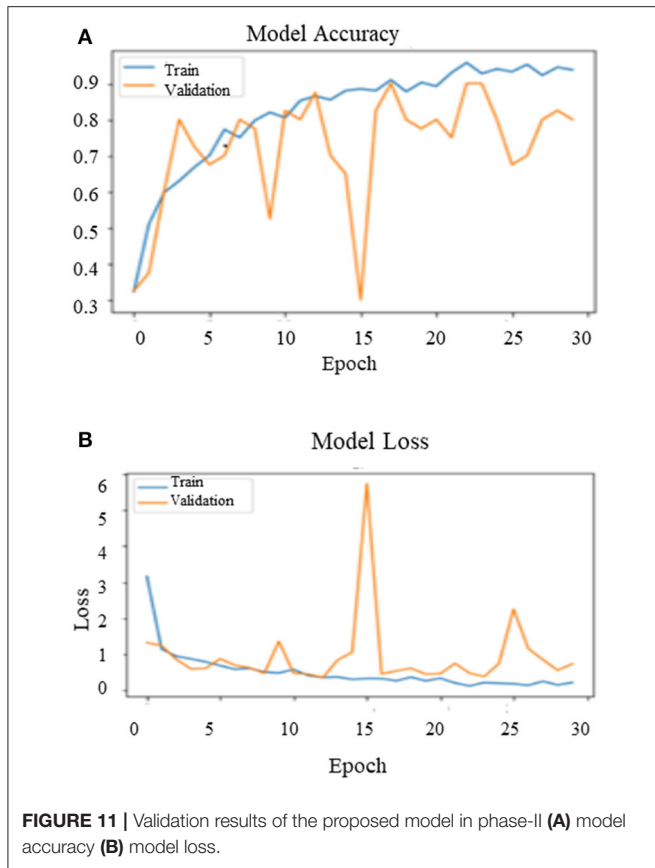 A
Model Accuracy
Train
Validation
0.9
0.8
0.7
0.6
0.5
0.4
0.3
0 5 10 15 20 25 30
Epoch
B
Model Loss
Train
Validation
6
5
4
3
2
1
0
Loss
0 5 10 15 20 25 30
Epoch
FIGURE 11 | Validation results of the proposed model in phase-II (A) model
accuracy (B) model loss.